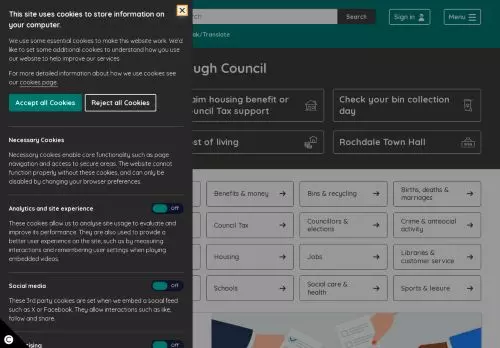 This site uses cookies to store information on
your computer.
We use some essential cookies to make this website work. We'd
like to set some additional cookies to understand how you use
our website to help improve our services
For more detailed information about how we use cookies see
our cookies page.
Accept all Cookies
Reject all Cookies
Necessary Cookies
Necessary cookies enable core functionality such as page
navigation and access to secure areas. The website cannot
function properly without these cookies, and can only be
disabled by changing your browser preferences.
Analytics and site experience
Off
These cookies allow us to analyse site usage to evaluate and
improve its performance. They are also used to provide a
better user experience on the site, such as by measuring
interactions and remembering user settings when playing
embedded videos.
Social media
Off
These 3rd party cookies are set when we embed a social feed
such as X or Facebook. They allow interactions such as like,
follow and share.
ising
Off
rch
Search
Sign in
Menu
ak/Translate
ugh Council
aim housing benefit or
uncil Tax support
Check your bin collection
day
st of living
Rochdale Town Hall
Benefits & money
Bins & recycling
Births, deaths &
marriages
Council Tax
Councillors &
elections
Crime & antisocial
activity
Housing
Jobs
Libraries &
customer service
Schools
Social care &
health
Sports & leisure